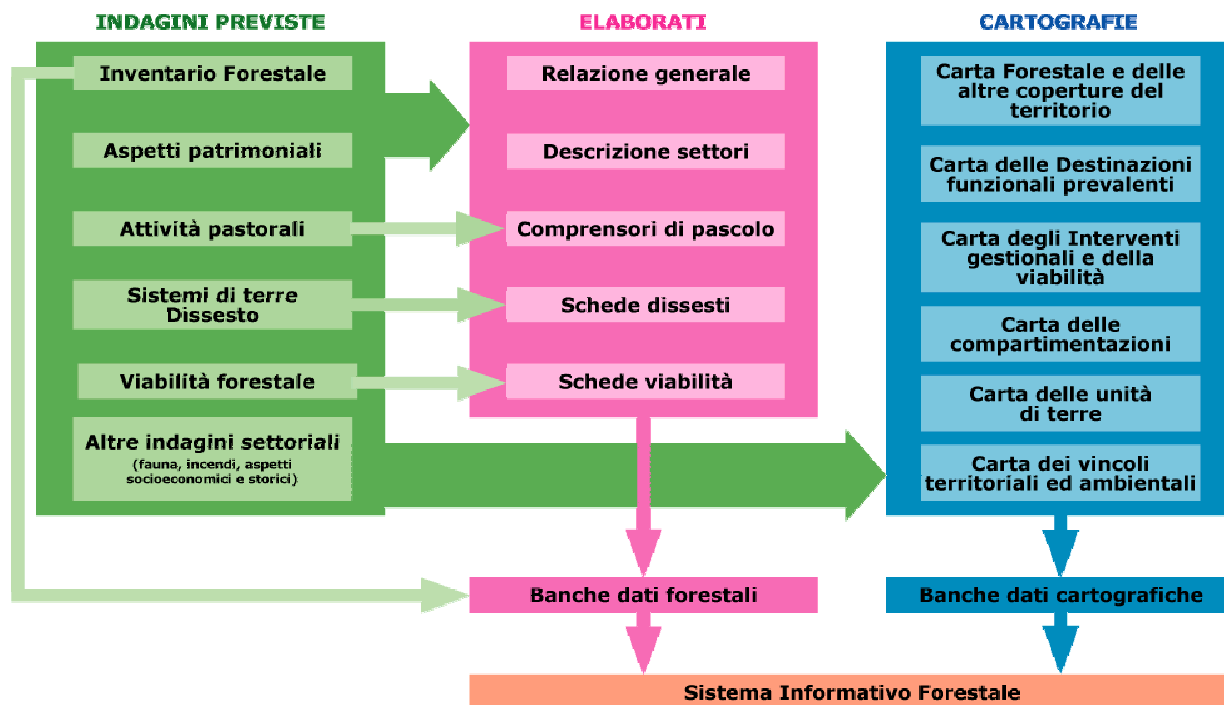 INDAGINI PREVISTE
Inventario Forestale
Aspetti patrimoniali
Attività pastorali
Sistemi di terre
Dissesto
Viabilità forestale
Altre indagini settoriali
(fauna, incendi, aspetti
socioeconomici e storici)
ELABORATI
Relazione generale
Descrizione settori
Comprensori di pascolo
Schede dissesti
Schede viabilità
CARTOGRAFIE
Carta Forestale e delle
altre coperture del
territorio
Carta delle Destinazioni
funzionali prevalenti
Carta degli Interventi
gestionali e della
viabilità
Carta delle
compartimentazioni
Carta delle unità
di terre
Carta dei vincoli
territoriali ed ambientali
Banche dati forestali
Banche dati cartografiche
Sistema Informativo Forestale